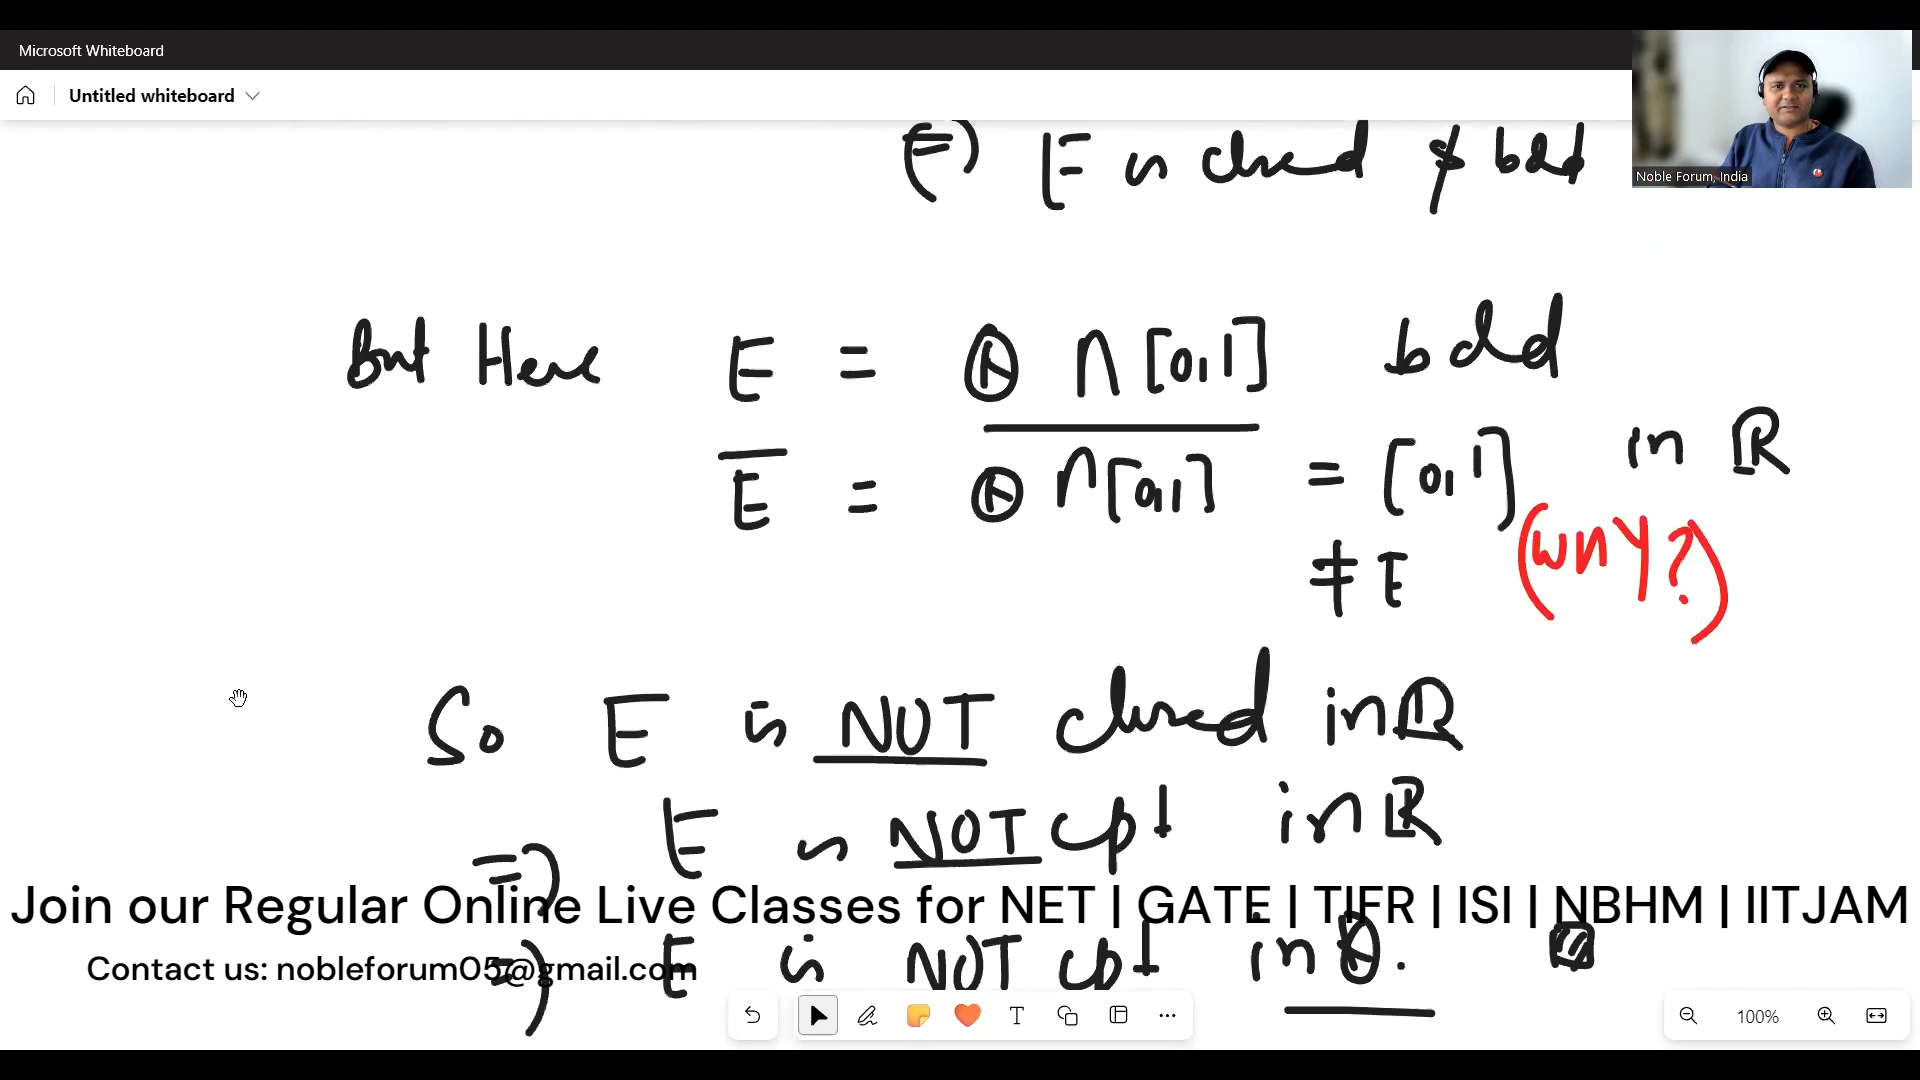 Microsoft Whiteboard
Untitled whiteboard
Noble Forum, India
(⇒) E is closed & bdd
But Here E = ℚ ∩ [0,1] bdd
E̅ = \overline{ℚ ∩ [0,1]} = [0,1] in ℝ
≠ E (WHY?)
So E is NOT closed in ℝ
⇒) E is NOT cpt in ℝ
Join our Regular Online Live Classes for NET | GATE | TIFR | ISI | NBHM | IITJAM
⇒) E is NOT cpt in ℚ.
Contact us: nobleforum05@gmail.com
100%